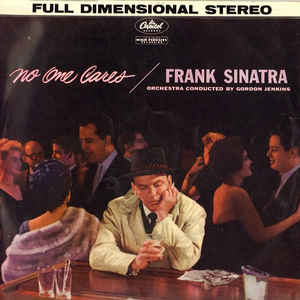 FULL DIMENSIONAL STEREO
Capitol
no One Cares / FRANK SINATRA
ORCHESTRA CONDUCTED BY GORDON JENKINS